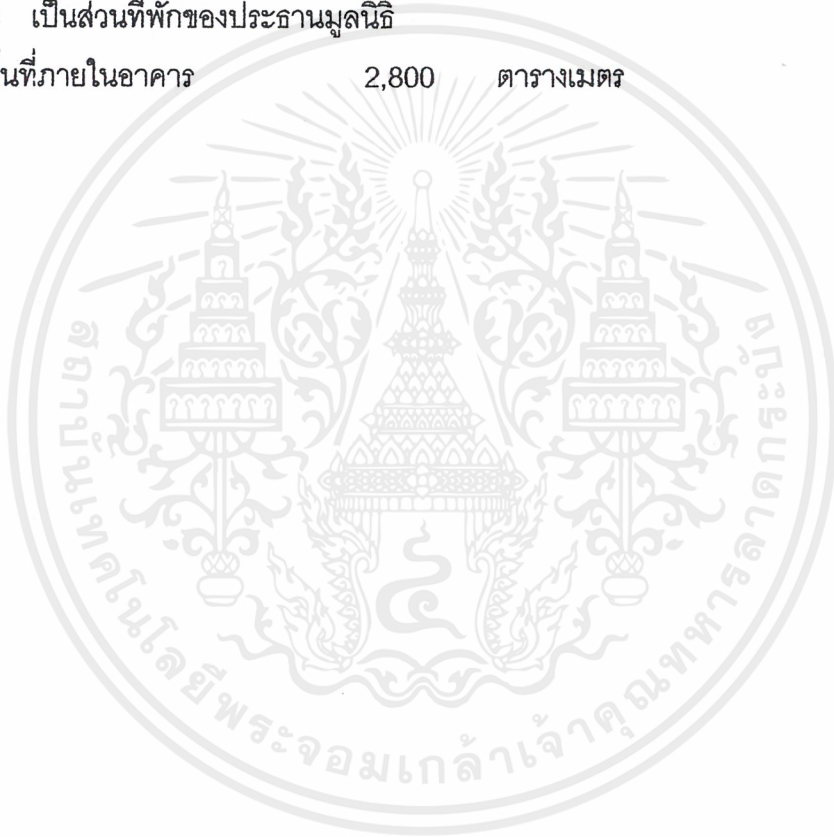 เป็นส่วนที่พักของประธานมูลนิธิ
นที่ภายในอาคาร 2,800 ตารางเมตร
สถาบันเทคโนโลยีพระจอมเกล้าเจ้าคุณทหารลาดกระบัง